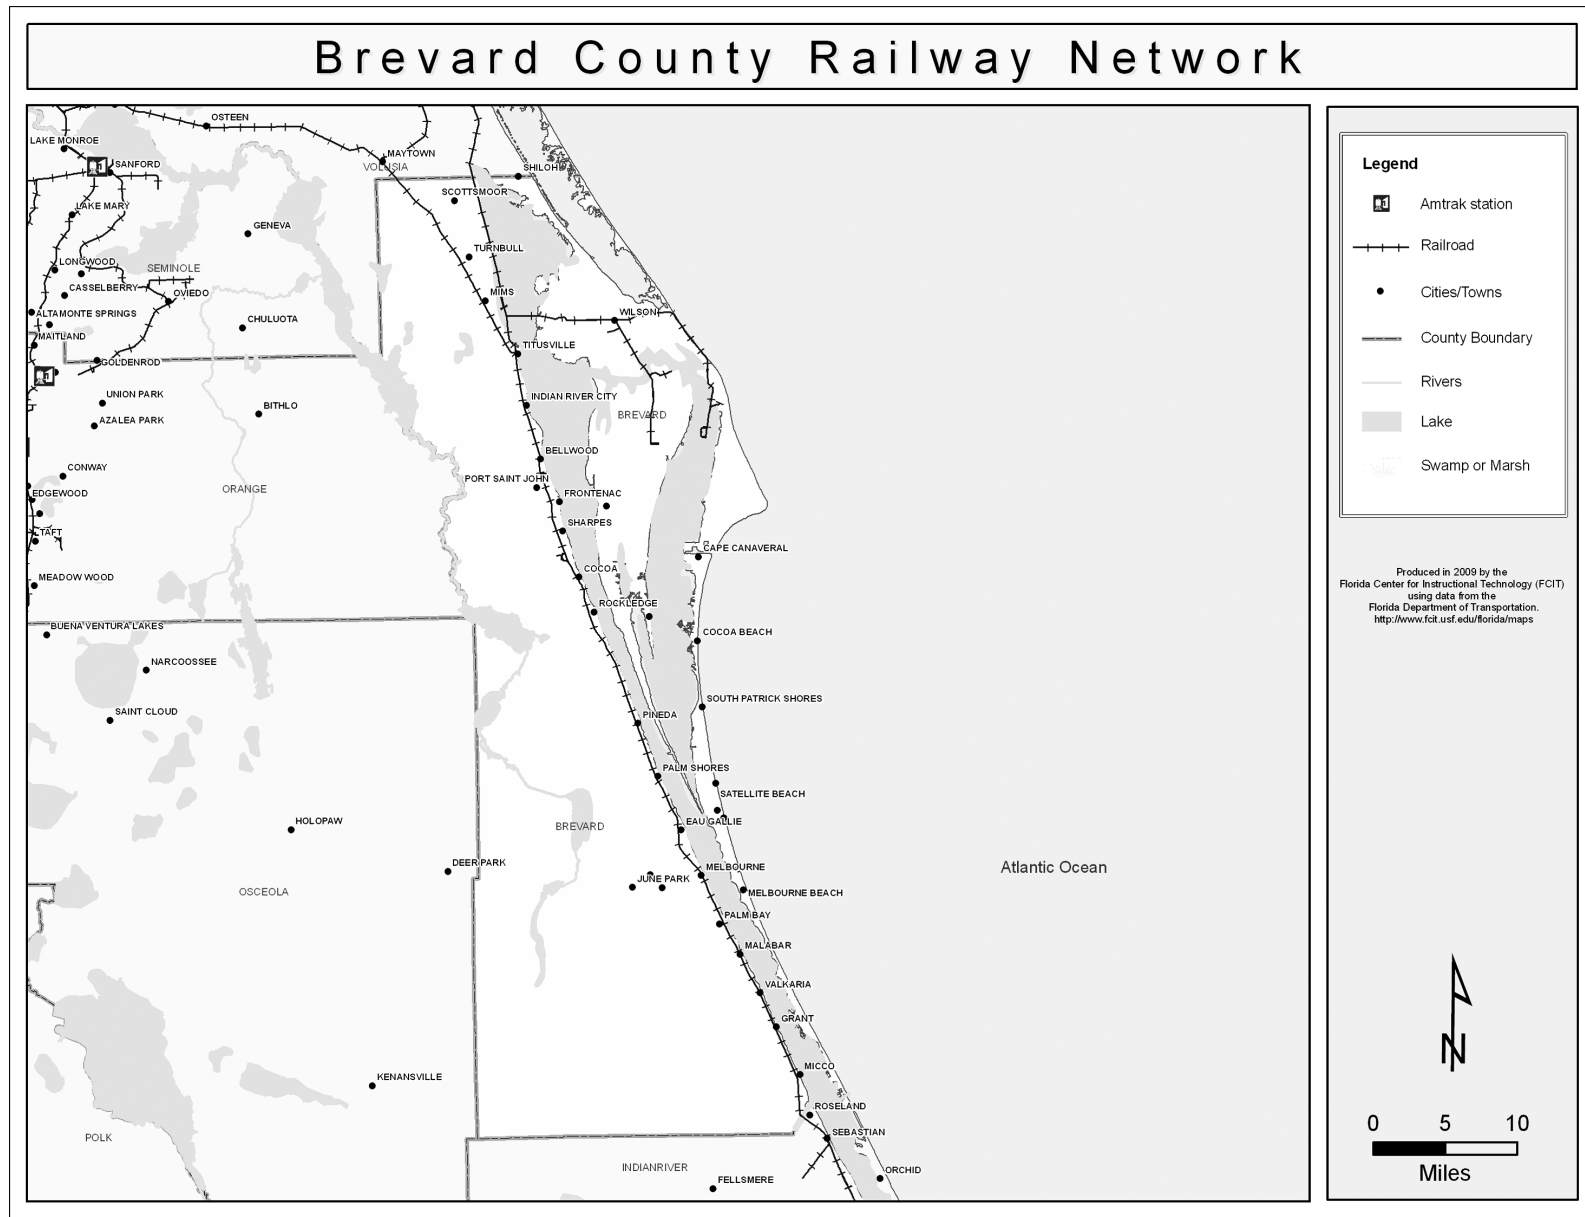 Brevard County Railway Network
OSTEEN
LAKE MONROE
MAYTOWN
VOLUSIA
SANFORD
SHILOH
SCOTTSMOOR
LAKE MARY
GENEVA
TURNBULL
LONGWOOD
SEMINOLE
CASSELBERRY
OVIEDO
MIMS
ALTAMONTE SPRINGS
CHULUOTA
WILSON
MAITLAND
TITUSVILLE
GOLDENROD
UNION PARK
INDIAN RIVER CITY
BITHLO
BREVARD
AZALEA PARK
BELLWOOD
CONWAY
PORT SAINT JOHN
ORANGE
EDGEWOOD
FRONTENAC
SHARPES
TAFT
CAPE CANAVERAL
COCOA
MEADOW WOOD
ROCKLEDGE
BUENA VENTURA LAKES
COCOA BEACH
NARCOOSSEE
SOUTH PATRICK SHORES
SAINT CLOUD
PINEDA
PALM SHORES
SATELLITE BEACH
HOLOPAW
EAU GALLIE
BREVARD
DEER PARK
MELBOURNE
JUNE PARK
OSCEOLA
MELBOURNE BEACH
PALM BAY
MALABAR
VALKARIA
GRANT
MICCO
KENANSVILLE
ROSELAND
SEBASTIAN
POLK
INDIANRIVER
ORCHID
FELLSMERE
Atlantic Ocean
Legend
Amtrak station
Railroad
Cities/Towns
County Boundary
Rivers
Lake
Swamp or Marsh
Produced in 2009 by the
Florida Center for Instructional Technology (FCIT)
using data from the
Florida Department of Transportation.
http://www.fcit.usf.edu/florida/maps
N
0 5 10
Miles